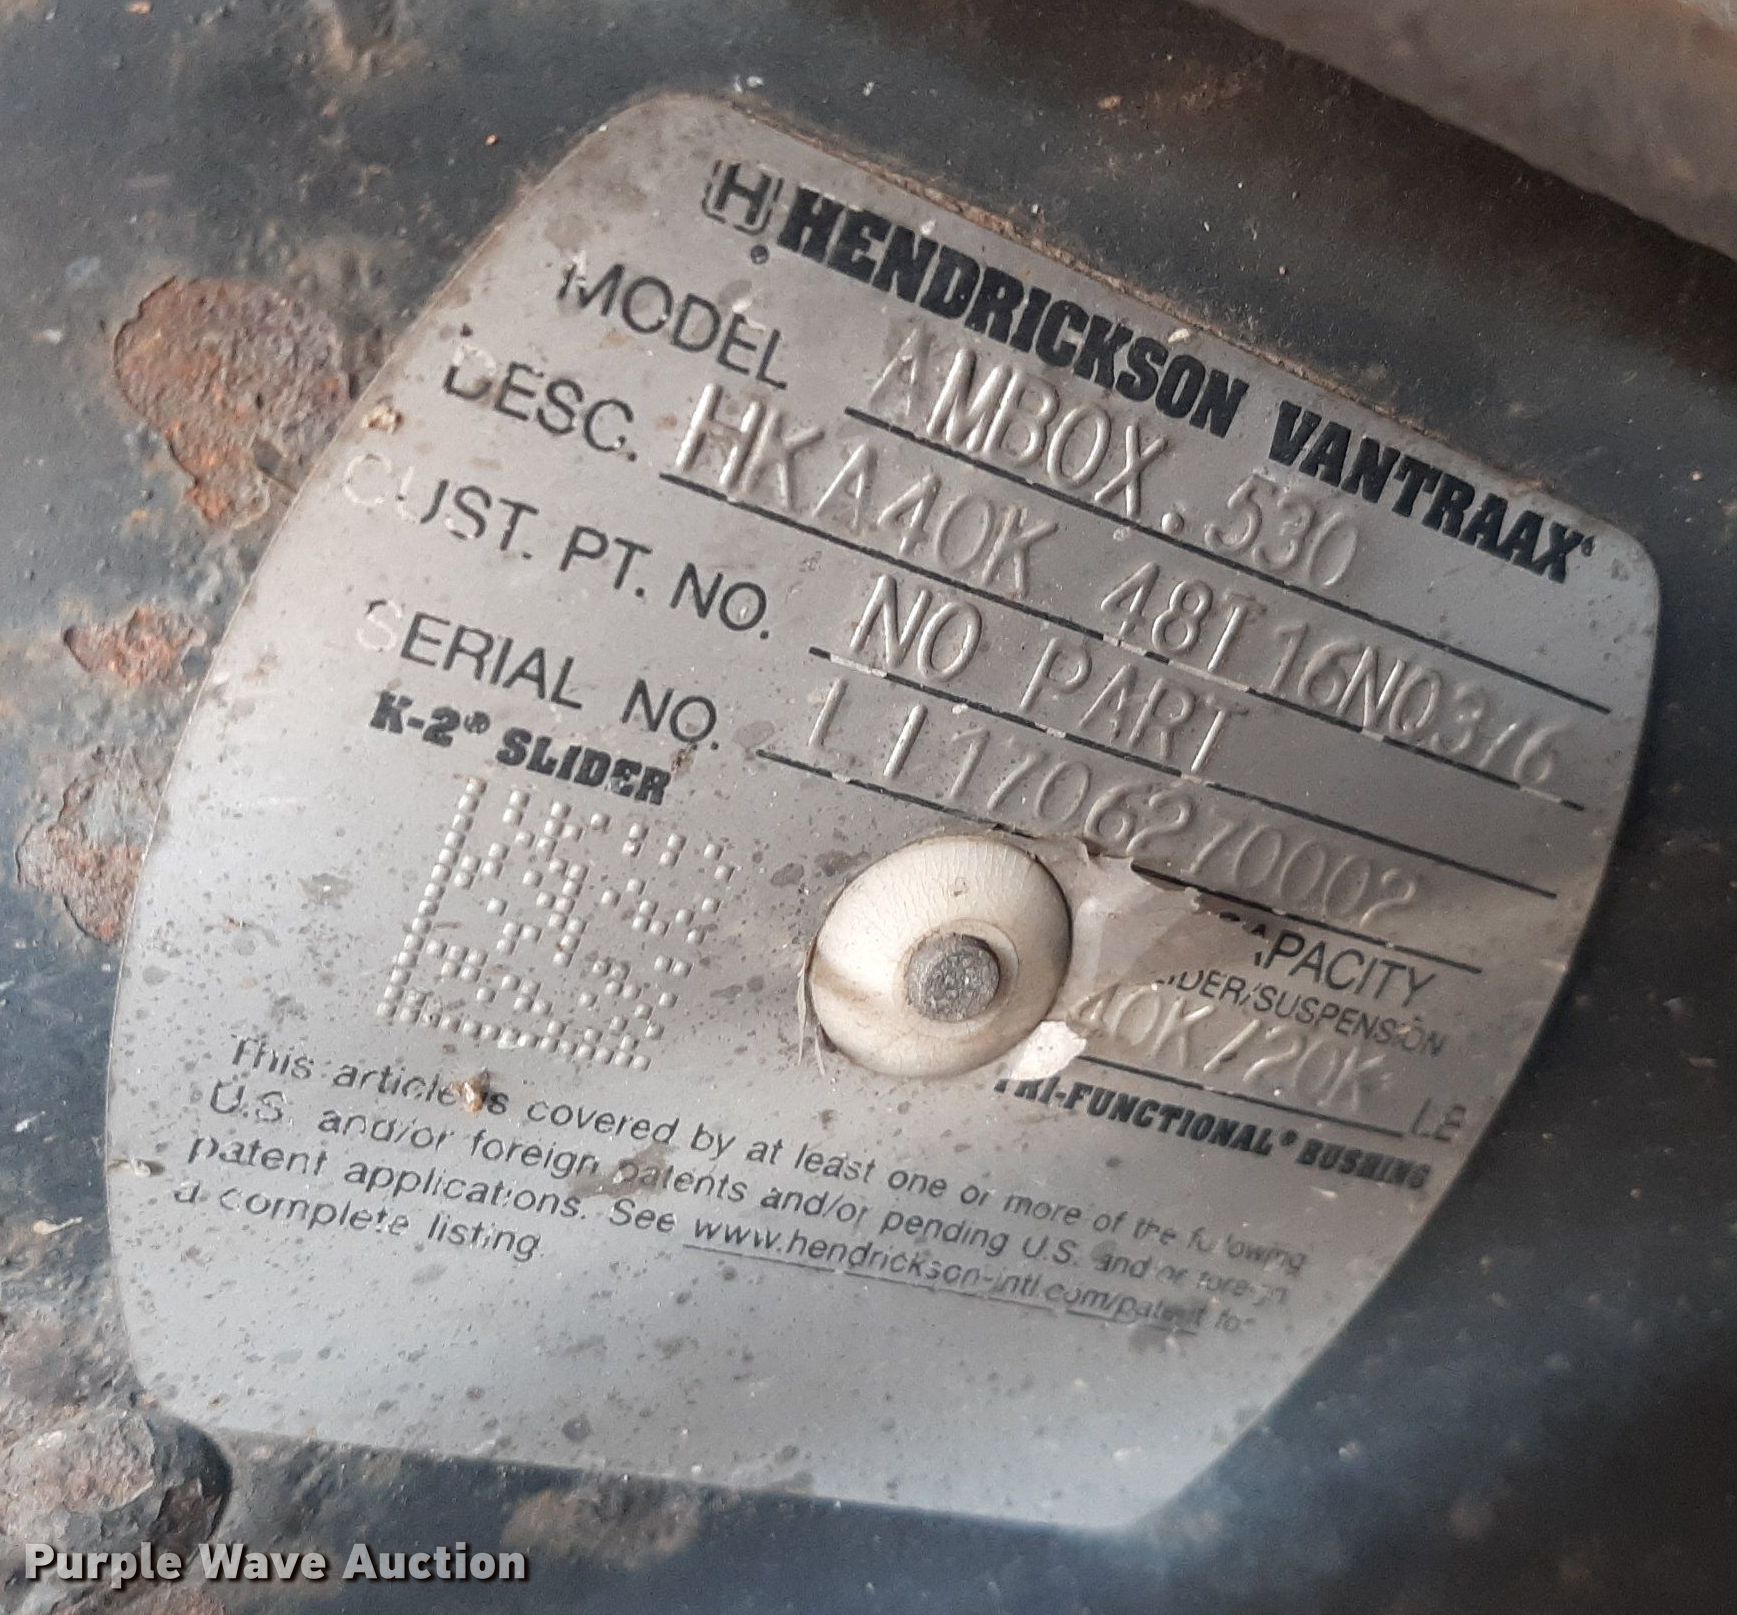 H HENDRICKSON VANTRAAX®
MODEL AMBOX.530
DESC. HKA40K 48T16N0376
CUST. PT. NO. NO PART
SERIAL NO. LI1706270002
K-2® SLIDER
CAPACITY
SLIDER/SUSPENSION
40K/20K LB
TRI-FUNCTIONAL® BUSHING
This article is covered by at least one or more of the following
U.S. and/or foreign patents and/or pending U.S. and/or foreign
patent applications. See www.hendrickson-intl.com/patent for
a complete listing.
Purple Wave Auction